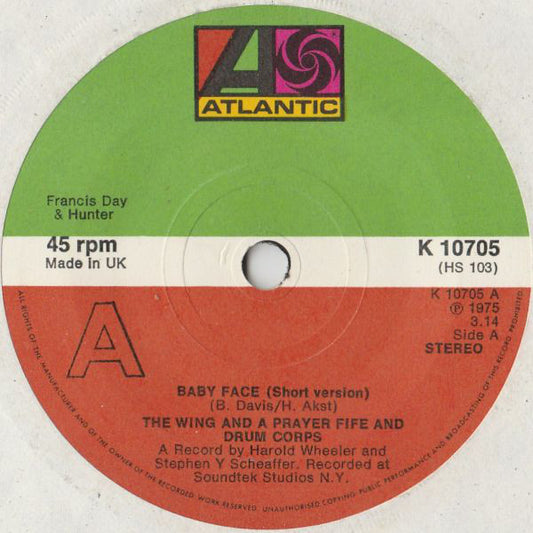 ATLANTIC
Francis Day
& Hunter
45 rpm
Made in UK
K 10705
(HS 103)
A
K 10705 A
Ⓟ 1975
3.14
Side A
STEREO
BABY FACE (Short version)
(B. Davis/H. Akst)
THE WING AND A PRAYER FIFE AND
DRUM CORPS
A Record by Harold Wheeler and
Stephen Y Scheaffer. Recorded at
Soundtek Studios N.Y.
ALL RIGHTS OF THE MANUFACTURER AND OF THE OWNER OF THE RECORDED WORK RESERVED. UNAUTHORISED COPYING PUBLIC PERFORMANCE AND BROADCASTING OF THIS RECORD PROHIBITED.